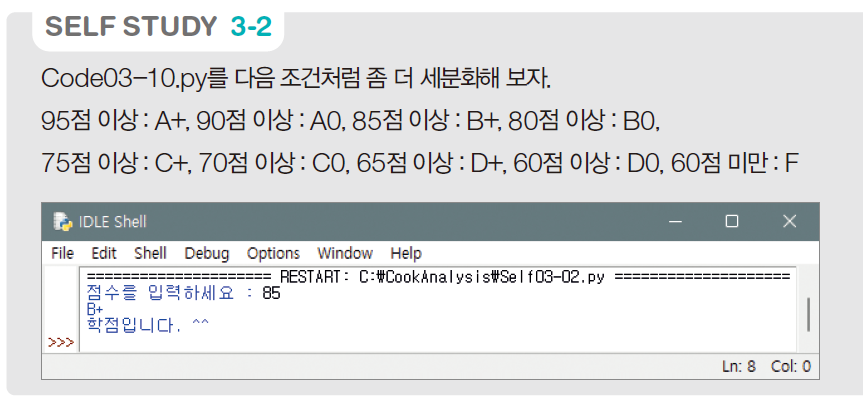 SELF STUDY 3-2
Code03-10.py를 다음 조건처럼 좀 더 세분화해 보자.
95점 이상 : A+, 90점 이상 : A0, 85점 이상 : B+, 80점 이상 : B0,
75점 이상 : C+, 70점 이상 : C0, 65점 이상 : D+, 60점 이상 : D0, 60점 미만 : F
IDLE Shell
File Edit Shell Debug Options Window Help
===================== RESTART: C:₩CookAnalysis₩Self03-02.py =====================
점수를 입력하세요 : 85
B+
학점입니다. ^^
>>>
Ln: 8 Col: 0